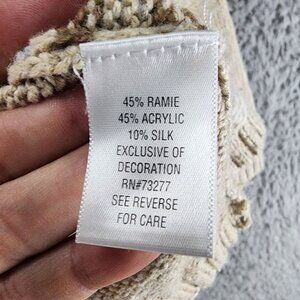 45% RAMIE
45% ACRYLIC
10% SILK
EXCLUSIVE OF
DECORATION
RN#73277
SEE REVERSE
FOR CARE